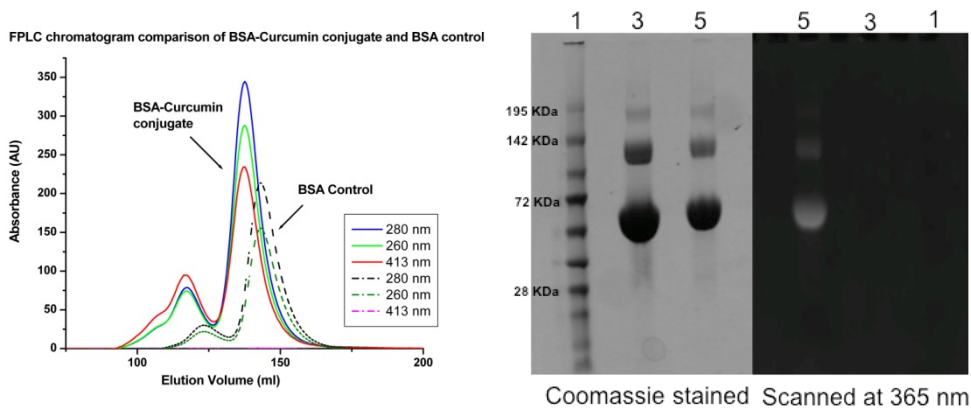 FPLC chromatogram comparison of BSA-Curcumin conjugate and BSA control
Absorbance (AU)
350
300
250
200
150
100
50
0
100
150
200
Elution Volume (ml)
BSA-Curcumin
conjugate
BSA Control
280 nm
260 nm
413 nm
280 nm
260 nm
413 nm
1 3 5 5 3 1
195 KDa
142 KDa
72 KDa
28 KDa
Coomassie stained Scanned at 365 nm